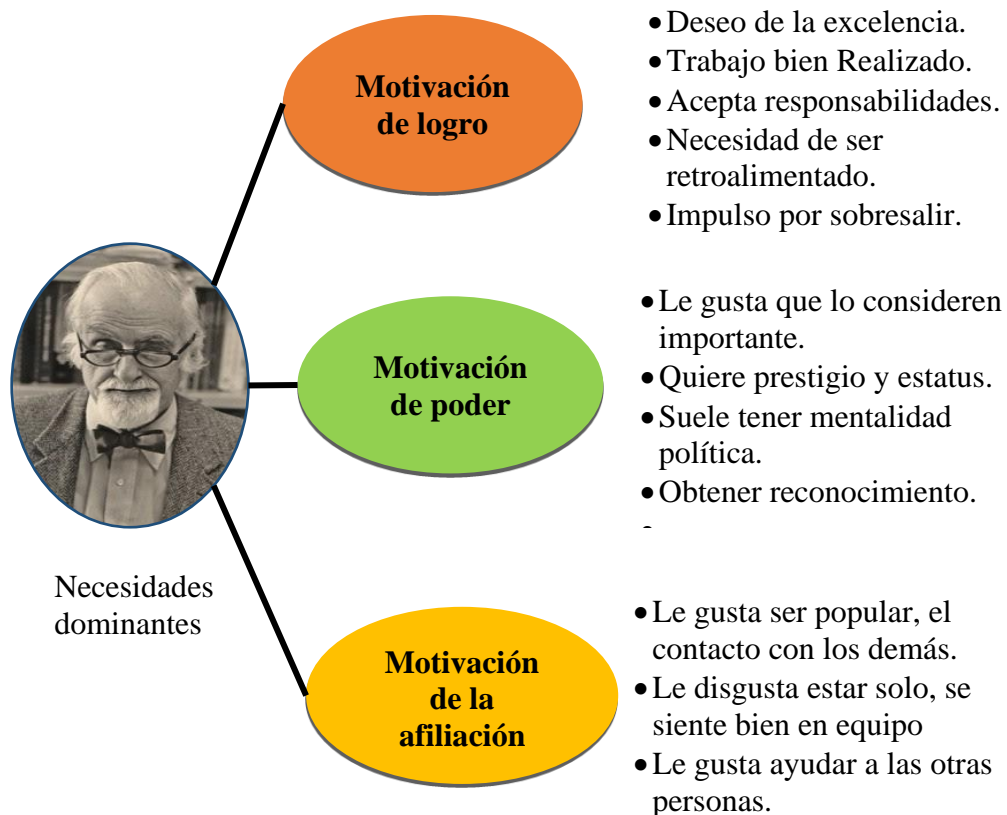 Motivación
de logro
• Deseo de la excelencia.
• Trabajo bien Realizado.
• Acepta responsabilidades.
• Necesidad de ser
retroalimentado.
• Impulso por sobresalir.
Motivación
de poder
• Le gusta que lo consideren
importante.
• Quiere prestigio y estatus.
• Suele tener mentalidad
política.
• Obtener reconocimiento.
•
Necesidades
dominantes
Motivación
de la
afiliación
• Le gusta ser popular, el
contacto con los demás.
• Le disgusta estar solo, se
siente bien en equipo
• Le gusta ayudar a las otras
personas.